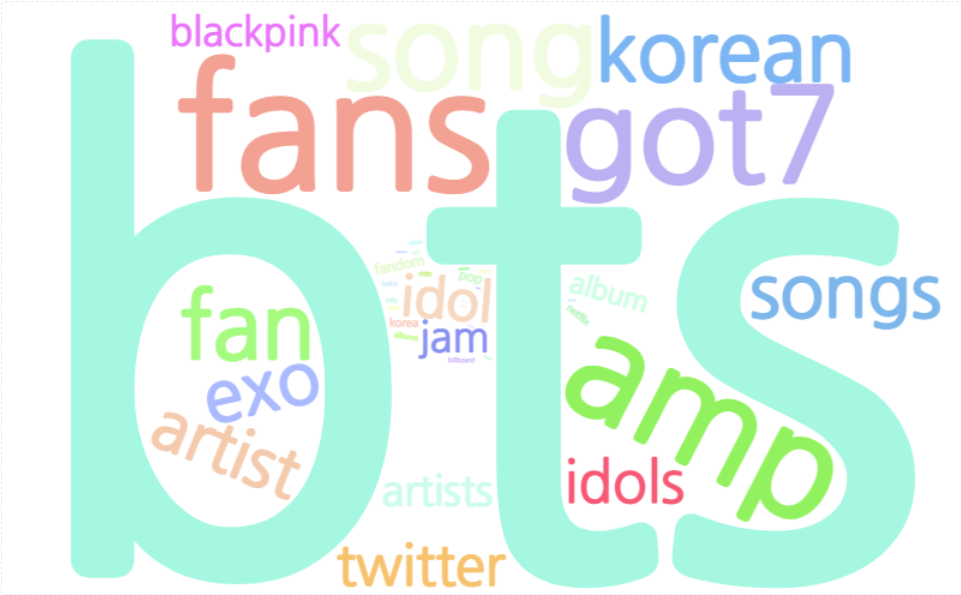 blackpink
song
korean
fans
got7
bts
fandom
pop
idol
album
songs
fan
korea
jam
billboard
exo
amp
artist
artists
idols
twitter